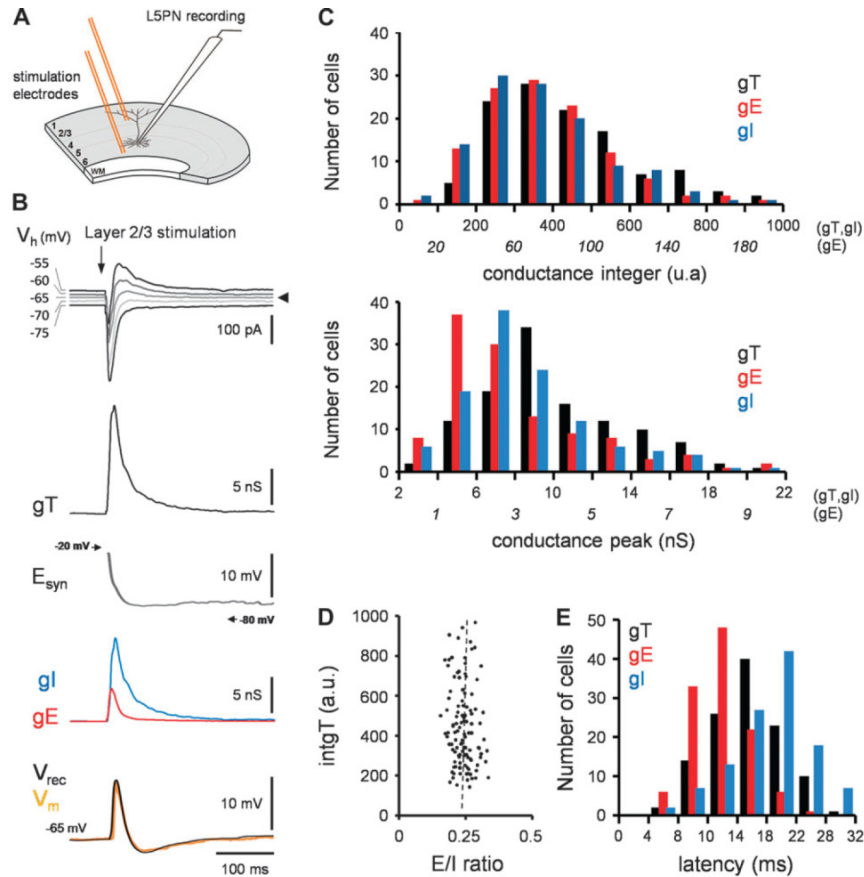 A
L5PN recording
stimulation
electrodes
1
2/3
4
5
6
WM
B
Vh (mV)
Layer 2/3 stimulation
-55
-60
-65
-70
-75
100 pA
gT
5 nS
-20 mV
Esyn
10 mV
-80 mV
gI
gE
5 nS
Vrec
Vm
-65 mV
10 mV
100 ms
C
Number of cells
40
30
20
10
0
gT
gE
gI
0 200 400 600 800 1000 (gT,gI)
20 60 100 140 180 (gE)
conductance integer (u.a)
Number of cells
40
30
20
10
0
gT
gE
gI
2 6 10 14 18 22 (gT,gI)
1 3 5 7 9 (gE)
conductance peak (nS)
D
intgT (a.u.)
1000
800
600
400
200
0
0 0.25 0.5
E/I ratio
E
Number of cells
50
40
30
20
10
0
gT
gE
gI
0 4 8 10 12 14 16 18 22 26 28 32
latency (ms)